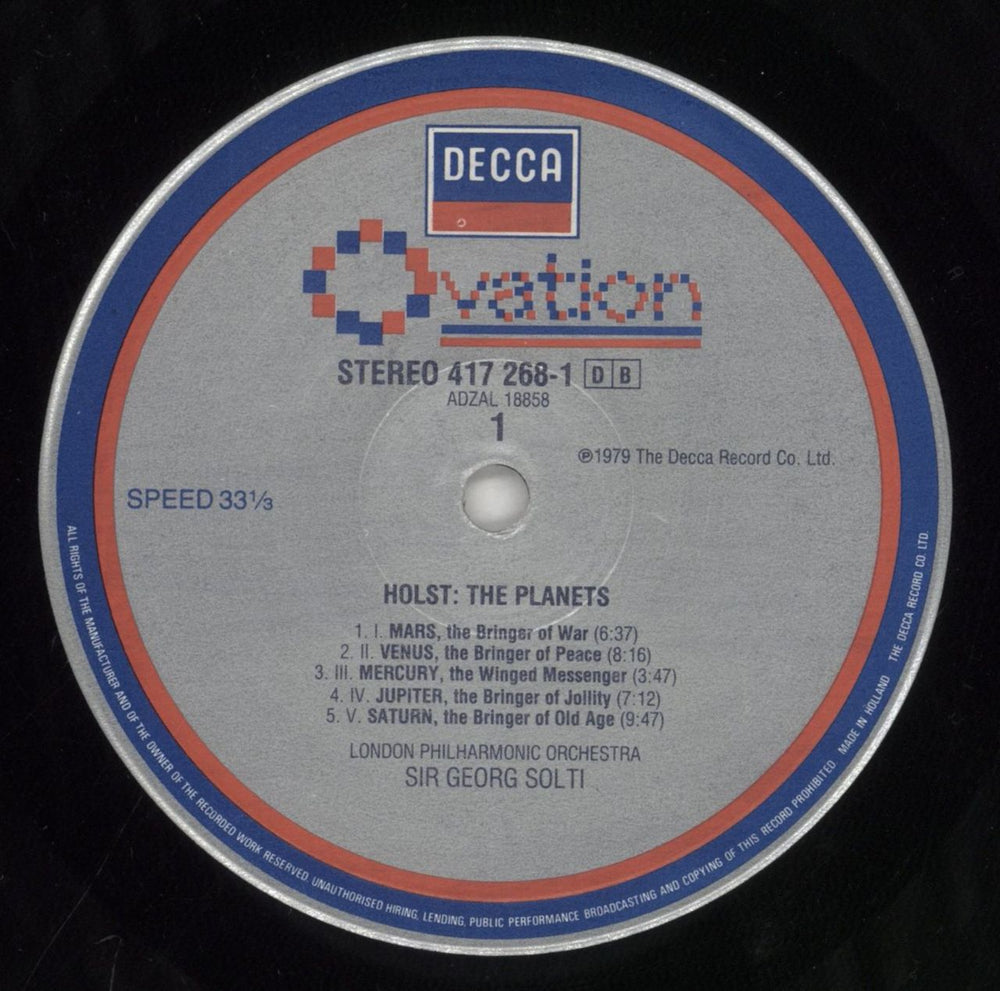 DECCA
Ovation
STEREO 417 268-1 DB
ADZAL 18858
1
℗1979 The Decca Record Co. Ltd.
SPEED 33⅓
HOLST: THE PLANETS
1. I. MARS, the Bringer of War (6:37)
2. II. VENUS, the Bringer of Peace (8:16)
3. III. MERCURY, the Winged Messenger (3:47)
4. IV. JUPITER, the Bringer of Jollity (7:12)
5. V. SATURN, the Bringer of Old Age (9:47)
LONDON PHILHARMONIC ORCHESTRA
SIR GEORG SOLTI
ALL RIGHTS OF THE MANUFACTURER AND OF THE OWNER OF THE RECORDED WORK RESERVED. UNAUTHORISED HIRING, LENDING, PUBLIC PERFORMANCE BROADCASTING AND COPYING OF THIS RECORD PROHIBITED. MADE IN HOLLAND THE DECCA RECORD CO. LTD.